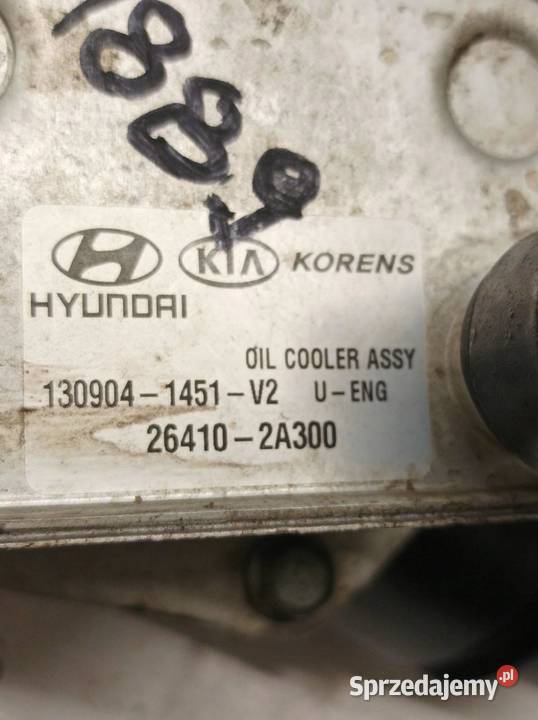 HYUNDAI KIA KORENS
OIL COOLER ASSY
130904-1451-V2 U-ENG
26410-2A300
Sprzedajemy.pl